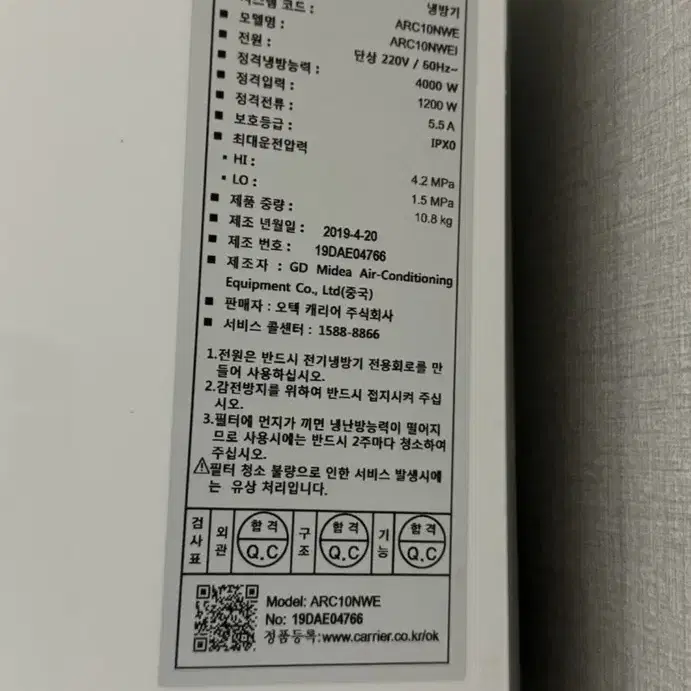 코드 : 냉방기
■ 모델명 : ARC10NWE
ARC10NWEI
■ 전원 : 단상 220V / 60Hz~
■ 정격냉방능력 : 4000 W
■ 정격입력 : 1200 W
■ 정격전류 : 5.5 A
■ 보호등급 : IPX0
■ 최대운전압력
▪ HI : 4.2 MPa
▪ LO : 1.5 MPa
■ 제품 중량 : 10.8 kg
■ 제조 년월일 : 2019-4-20
■ 제조 번호 : 19DAE04766
■ 제조자 : GD Midea Air-Conditioning
Equipment Co., Ltd(중국)
■ 판매자 : 오텍 캐리어 주식회사
■ 서비스 콜센터 : 1588-8866
1.전원은 반드시 전기냉방기 전용회로를 만
들어 사용하십시오.
2.감전방지를 위하여 반드시 접지시켜 주십
시오.
3.필터에 먼지가 끼면 냉난방능력이 떨어지
므로 사용시에는 반드시 2주마다 청소하여
주십시오.
⚠필터 청소 불량으로 인한 서비스 발생시에
는 유상 처리입니다.
검사표 외관 합격 Q.C 구조 합격 Q.C 기능 합격 Q.C
Model: ARC10NWE
No: 19DAE04766
정품등록:www.carrier.co.kr/ok